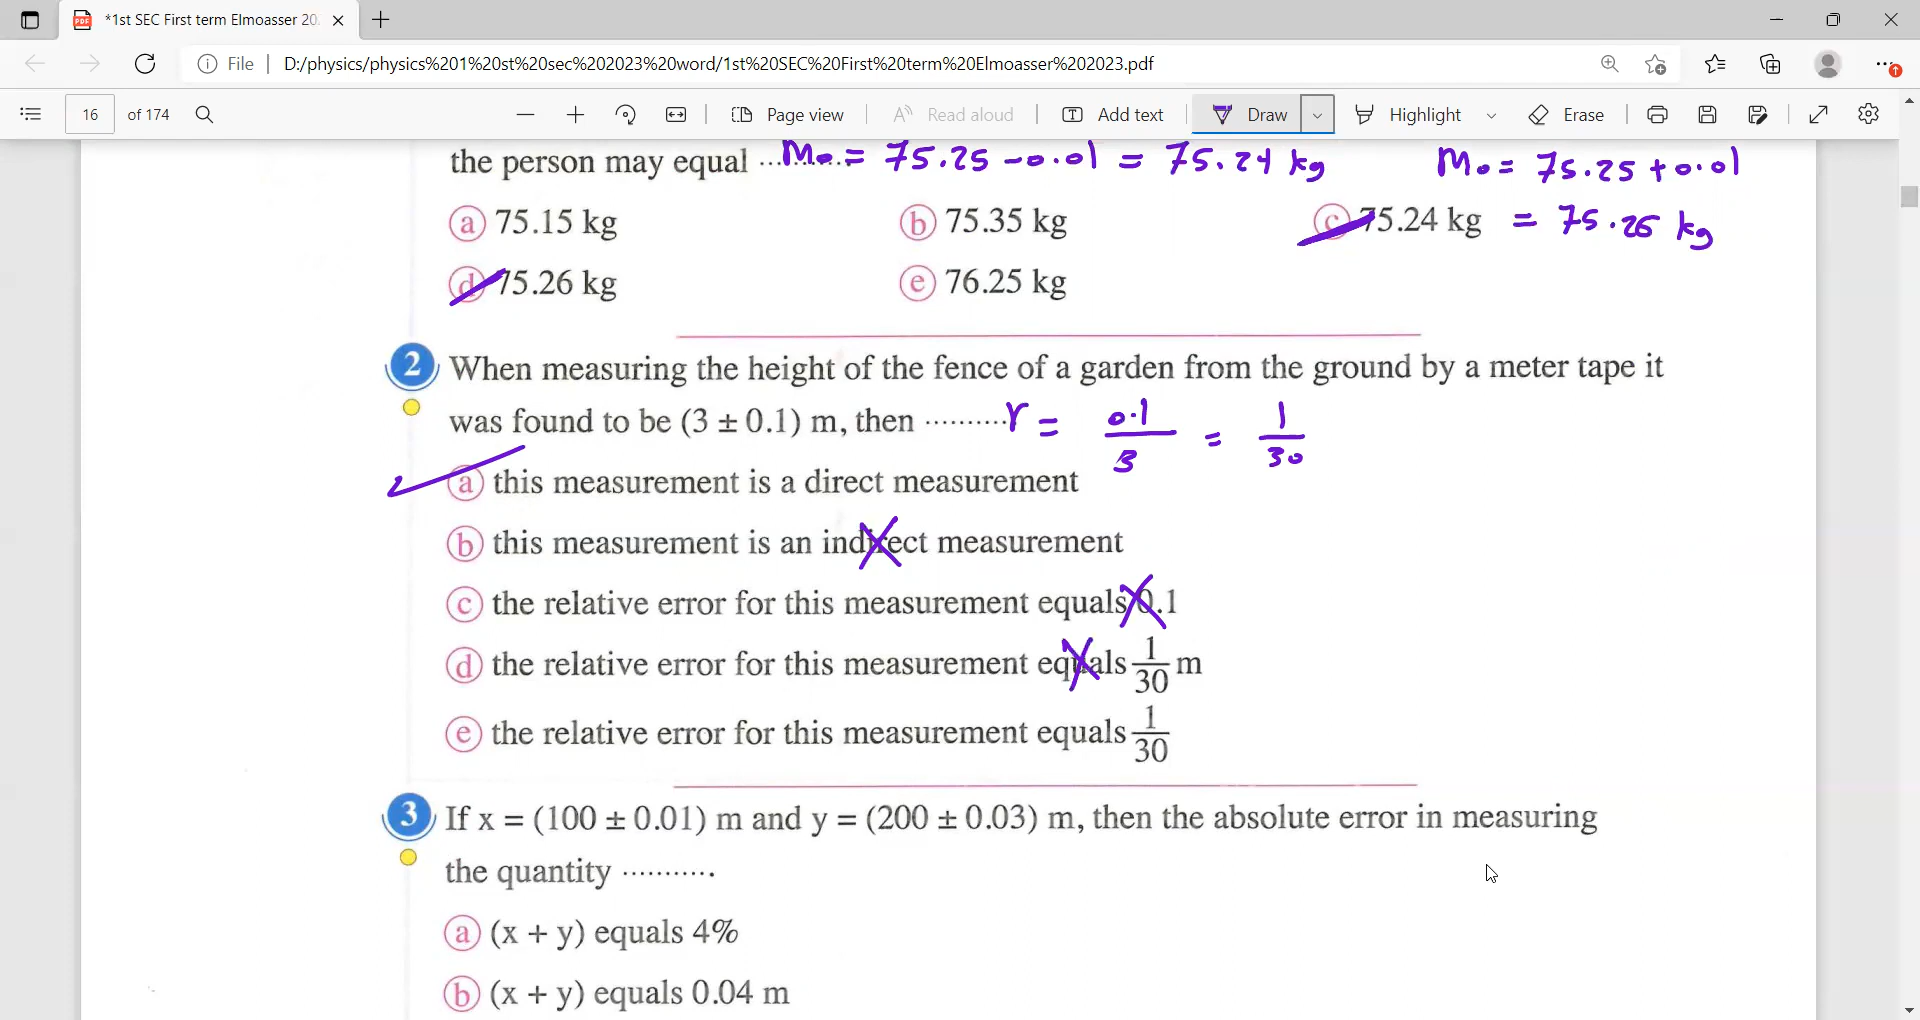 *1st SEC First term Elmoasser 20
File D:/physics/physics%201%20st%20sec%202023%20word/1st%20SEC%20First%20term%20Elmoasser%202023.pdf
16 of 174 Page view Read aloud Add text Draw Highlight Erase
the person may equal .......... M₀ = 75.25 - 0.01 = 75.24 kg M₀ = 75.25 + 0.01
a 75.15 kg b 75.35 kg c 75.24 kg = 75.26 kg
d 75.26 kg e 76.25 kg
2 When measuring the height of the fence of a garden from the ground by a meter tape it
was found to be (3 ± 0.1) m, then .......... r = 0.1/3 = 1/30
a this measurement is a direct measurement
b this measurement is an indirect measurement
c the relative error for this measurement equals 0.1
d the relative error for this measurement equals 1/30 m
e the relative error for this measurement equals 1/30
3 If x = (100 ± 0.01) m and y = (200 ± 0.03) m, then the absolute error in measuring
the quantity ..........
a (x + y) equals 4%
b (x + y) equals 0.04 m